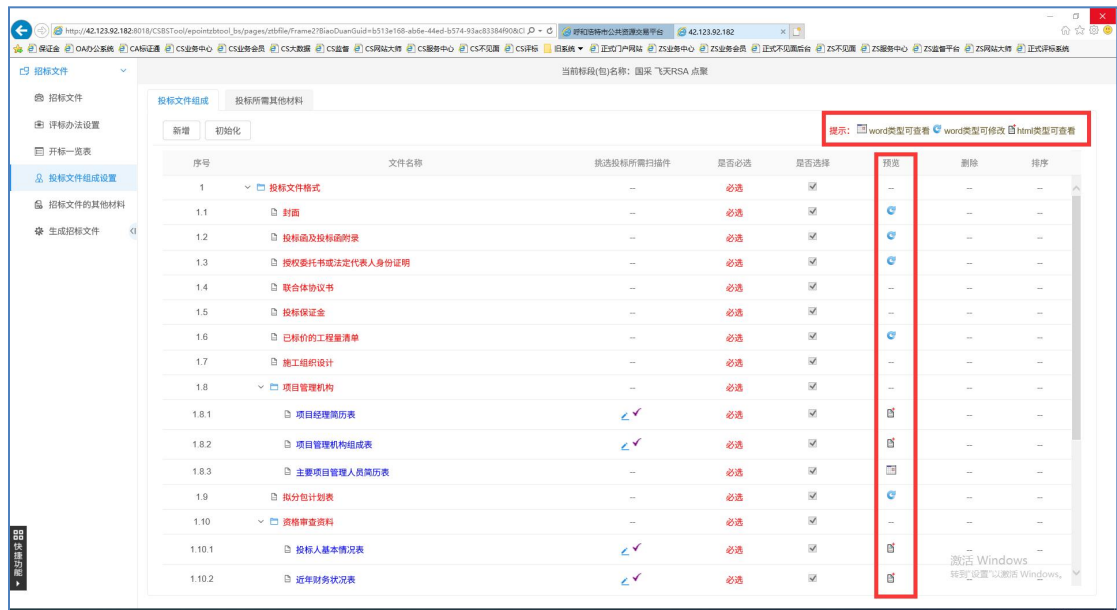 http://42.123.92.182:8018/CSBSTool/epointzbtool_bs/pages/ztbfile/Frame2?BiaoDuanGuid=b513e168-ab6e-44ed-b574-93ac83384f90&Cl
呼和浩特市公共资源交易平台
42.123.92.182
保证金 OA办公系统 CA标证通 CS业务中心 CS业务会员 CS大数据 CS监督 CS网站大师 CS服务中心 CS不见面 CS评标 旧系统 正式门户网站 ZS业务中心 ZS业务会员 正式不见面后台 ZS不见面 ZS服务中心 ZS监督平台 ZS网站大师 正式评标系统
招标文件
当前标段(包)名称：国采 飞天RSA 点聚
招标文件
评标办法设置
开标一览表
投标文件组成设置
招标文件的其他材料
生成招标文件
投标文件组成 投标所需其他材料
新增 初始化
提示： word类型可查看 word类型可修改 html类型可查看
序号 文件名称 挑选投标所需扫描件 是否必选 是否选择 预览 删除 排序
1 投标文件格式 -- 必选 -- -- --
1.1 封面 -- 必选 -- --
1.2 投标函及投标函附录 -- 必选 -- --
1.3 授权委托书或法定代表人身份证明 -- 必选 -- --
1.4 联合体协议书 -- 必选 -- -- --
1.5 投标保证金 -- 必选 -- -- --
1.6 已标价的工程量清单 -- 必选 -- --
1.7 施工组织设计 -- 必选 -- -- --
1.8 项目管理机构 -- 必选 -- -- --
1.8.1 项目经理简历表 必选 -- --
1.8.2 项目管理机构组成表 必选 -- --
1.8.3 主要项目管理人员简历表 -- 必选 -- --
1.9 拟分包计划表 -- 必选 -- --
1.10 资格审查资料 -- 必选 -- -- --
1.10.1 投标人基本情况表 必选 -- --
1.10.2 近年财务状况表 必选 -- --
快捷功能
激活 Windows
转到"设置"以激活 Windows。